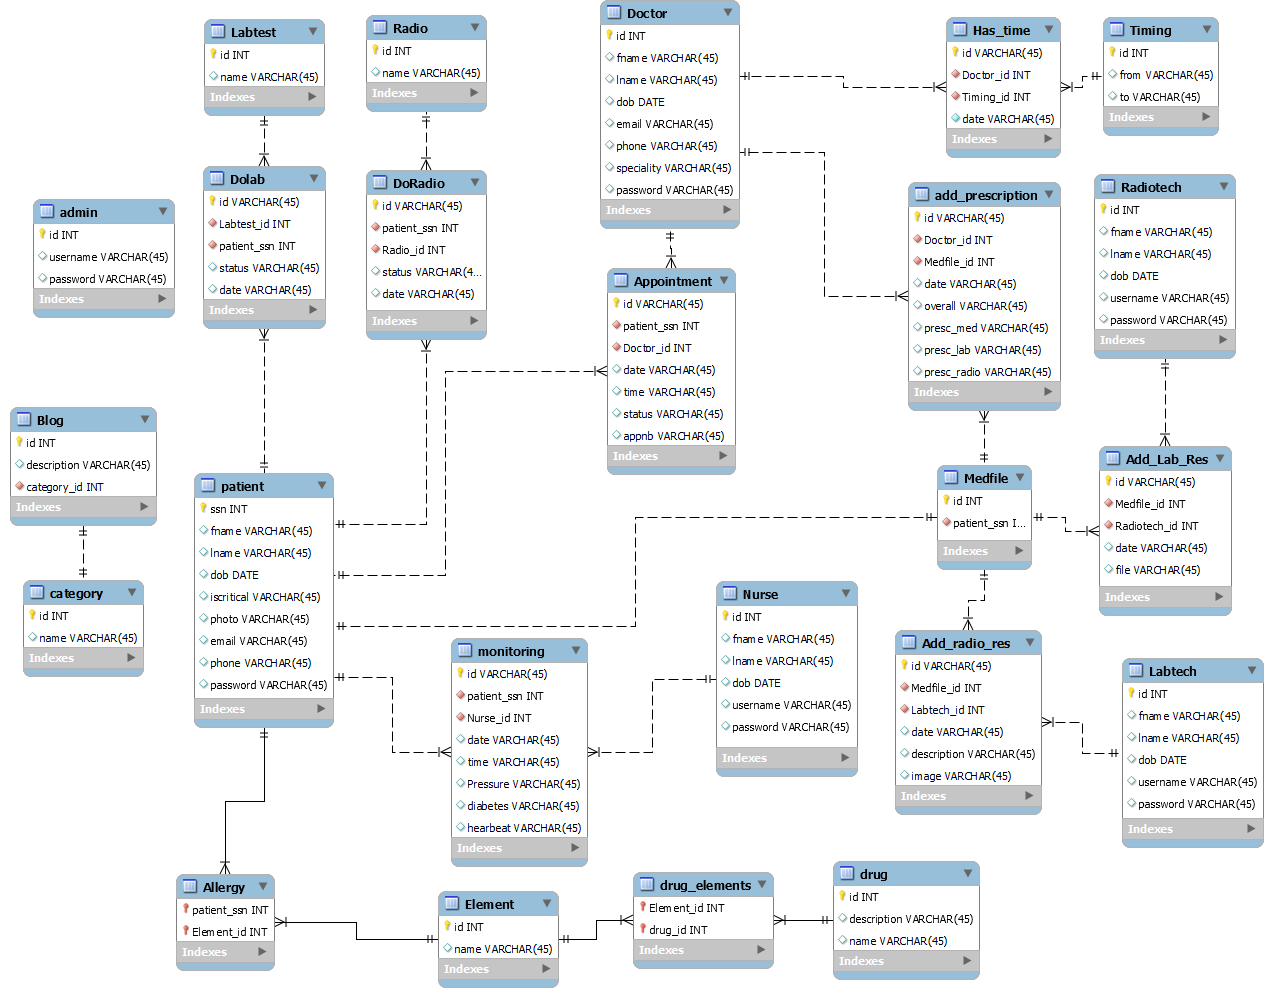 Labtest
id INT
name VARCHAR(45)
Indexes
Radio
id INT
name VARCHAR(45)
Indexes
Doctor
id INT
fname VARCHAR(45)
lname VARCHAR(45)
dob DATE
email VARCHAR(45)
phone VARCHAR(45)
speciality VARCHAR(45)
password VARCHAR(45)
Indexes
Has_time
id VARCHAR(45)
Doctor_id INT
Timing_id INT
date VARCHAR(45)
Indexes
Timing
id INT
from VARCHAR(45)
to VARCHAR(45)
Indexes
admin
id INT
username VARCHAR(45)
password VARCHAR(45)
Indexes
Dolab
id VARCHAR(45)
Labtest_id INT
patient_ssn INT
status VARCHAR(45)
date VARCHAR(45)
Indexes
DoRadio
id VARCHAR(45)
patient_ssn INT
Radio_id INT
status VARCHAR(4...
date VARCHAR(45)
Indexes
Appointment
id VARCHAR(45)
patient_ssn INT
Doctor_id INT
date VARCHAR(45)
time VARCHAR(45)
status VARCHAR(45)
appnb VARCHAR(45)
Indexes
add_prescription
id VARCHAR(45)
Doctor_id INT
Medfile_id INT
date VARCHAR(45)
overall VARCHAR(45)
presc_med VARCHAR(45)
presc_lab VARCHAR(45)
presc_radio VARCHAR(45)
Indexes
Radiotech
id INT
fname VARCHAR(45)
lname VARCHAR(45)
dob DATE
username VARCHAR(45)
password VARCHAR(45)
Indexes
Blog
id INT
description VARCHAR(45)
category_id INT
Indexes
category
id INT
name VARCHAR(45)
Indexes
patient
ssn INT
fname VARCHAR(45)
lname VARCHAR(45)
dob DATE
iscritical VARCHAR(45)
photo VARCHAR(45)
email VARCHAR(45)
phone VARCHAR(45)
password VARCHAR(45)
Indexes
Medfile
id INT
patient_ssn I...
Indexes
Add_Lab_Res
id VARCHAR(45)
Medfile_id INT
Radiotech_id INT
date VARCHAR(45)
file VARCHAR(45)
Indexes
monitoring
id VARCHAR(45)
patient_ssn INT
Nurse_id INT
date VARCHAR(45)
time VARCHAR(45)
Pressure VARCHAR(45)
diabetes VARCHAR(45)
hearbeat VARCHAR(45)
Indexes
Nurse
id INT
fname VARCHAR(45)
lname VARCHAR(45)
dob DATE
username VARCHAR(45)
password VARCHAR(45)
Indexes
Add_radio_res
id VARCHAR(45)
Medfile_id INT
Labtech_id INT
date VARCHAR(45)
description VARCHAR(45)
image VARCHAR(45)
Indexes
Labtech
id INT
fname VARCHAR(45)
lname VARCHAR(45)
dob DATE
username VARCHAR(45)
password VARCHAR(45)
Indexes
Allergy
patient_ssn INT
Element_id INT
Indexes
Element
id INT
name VARCHAR(45)
Indexes
drug_elements
Element_id INT
drug_id INT
Indexes
drug
id INT
description VARCHAR(45)
name VARCHAR(45)
Indexes